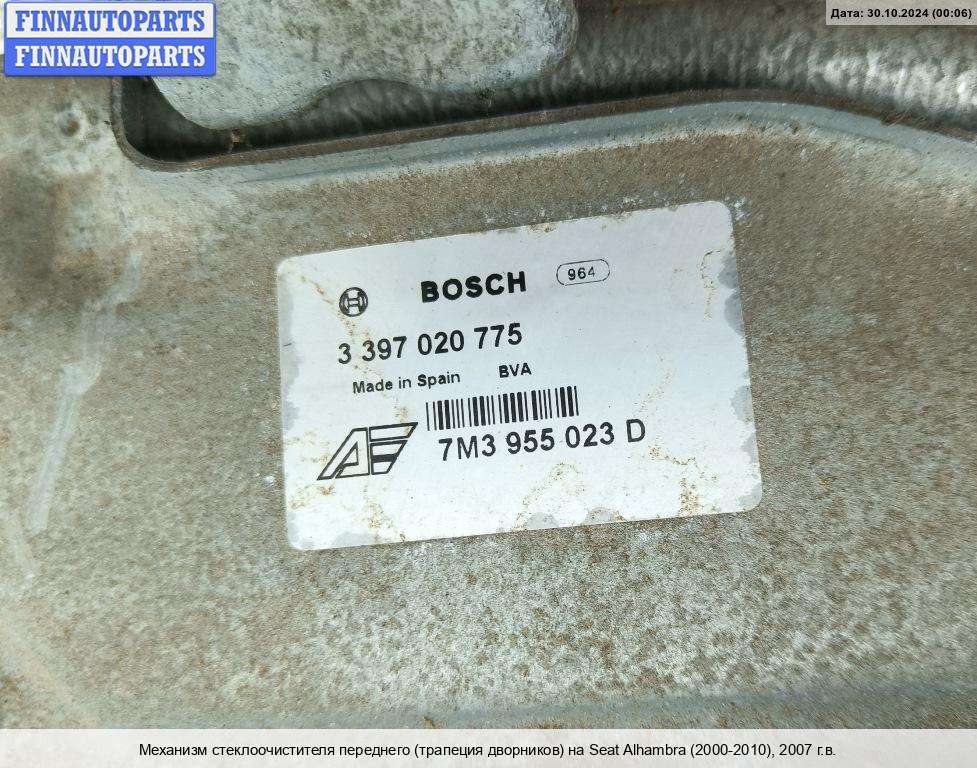 FINNAUTOPARTS
FINNAUTOPARTS
Дата: 30.10.2024 (00:06)
BOSCH 964
3 397 020 775
Made in Spain BVA
7M3 955 023 D
Механизм стеклоочистителя переднего (трапеция дворников) на Seat Alhambra (2000-2010), 2007 г.в.